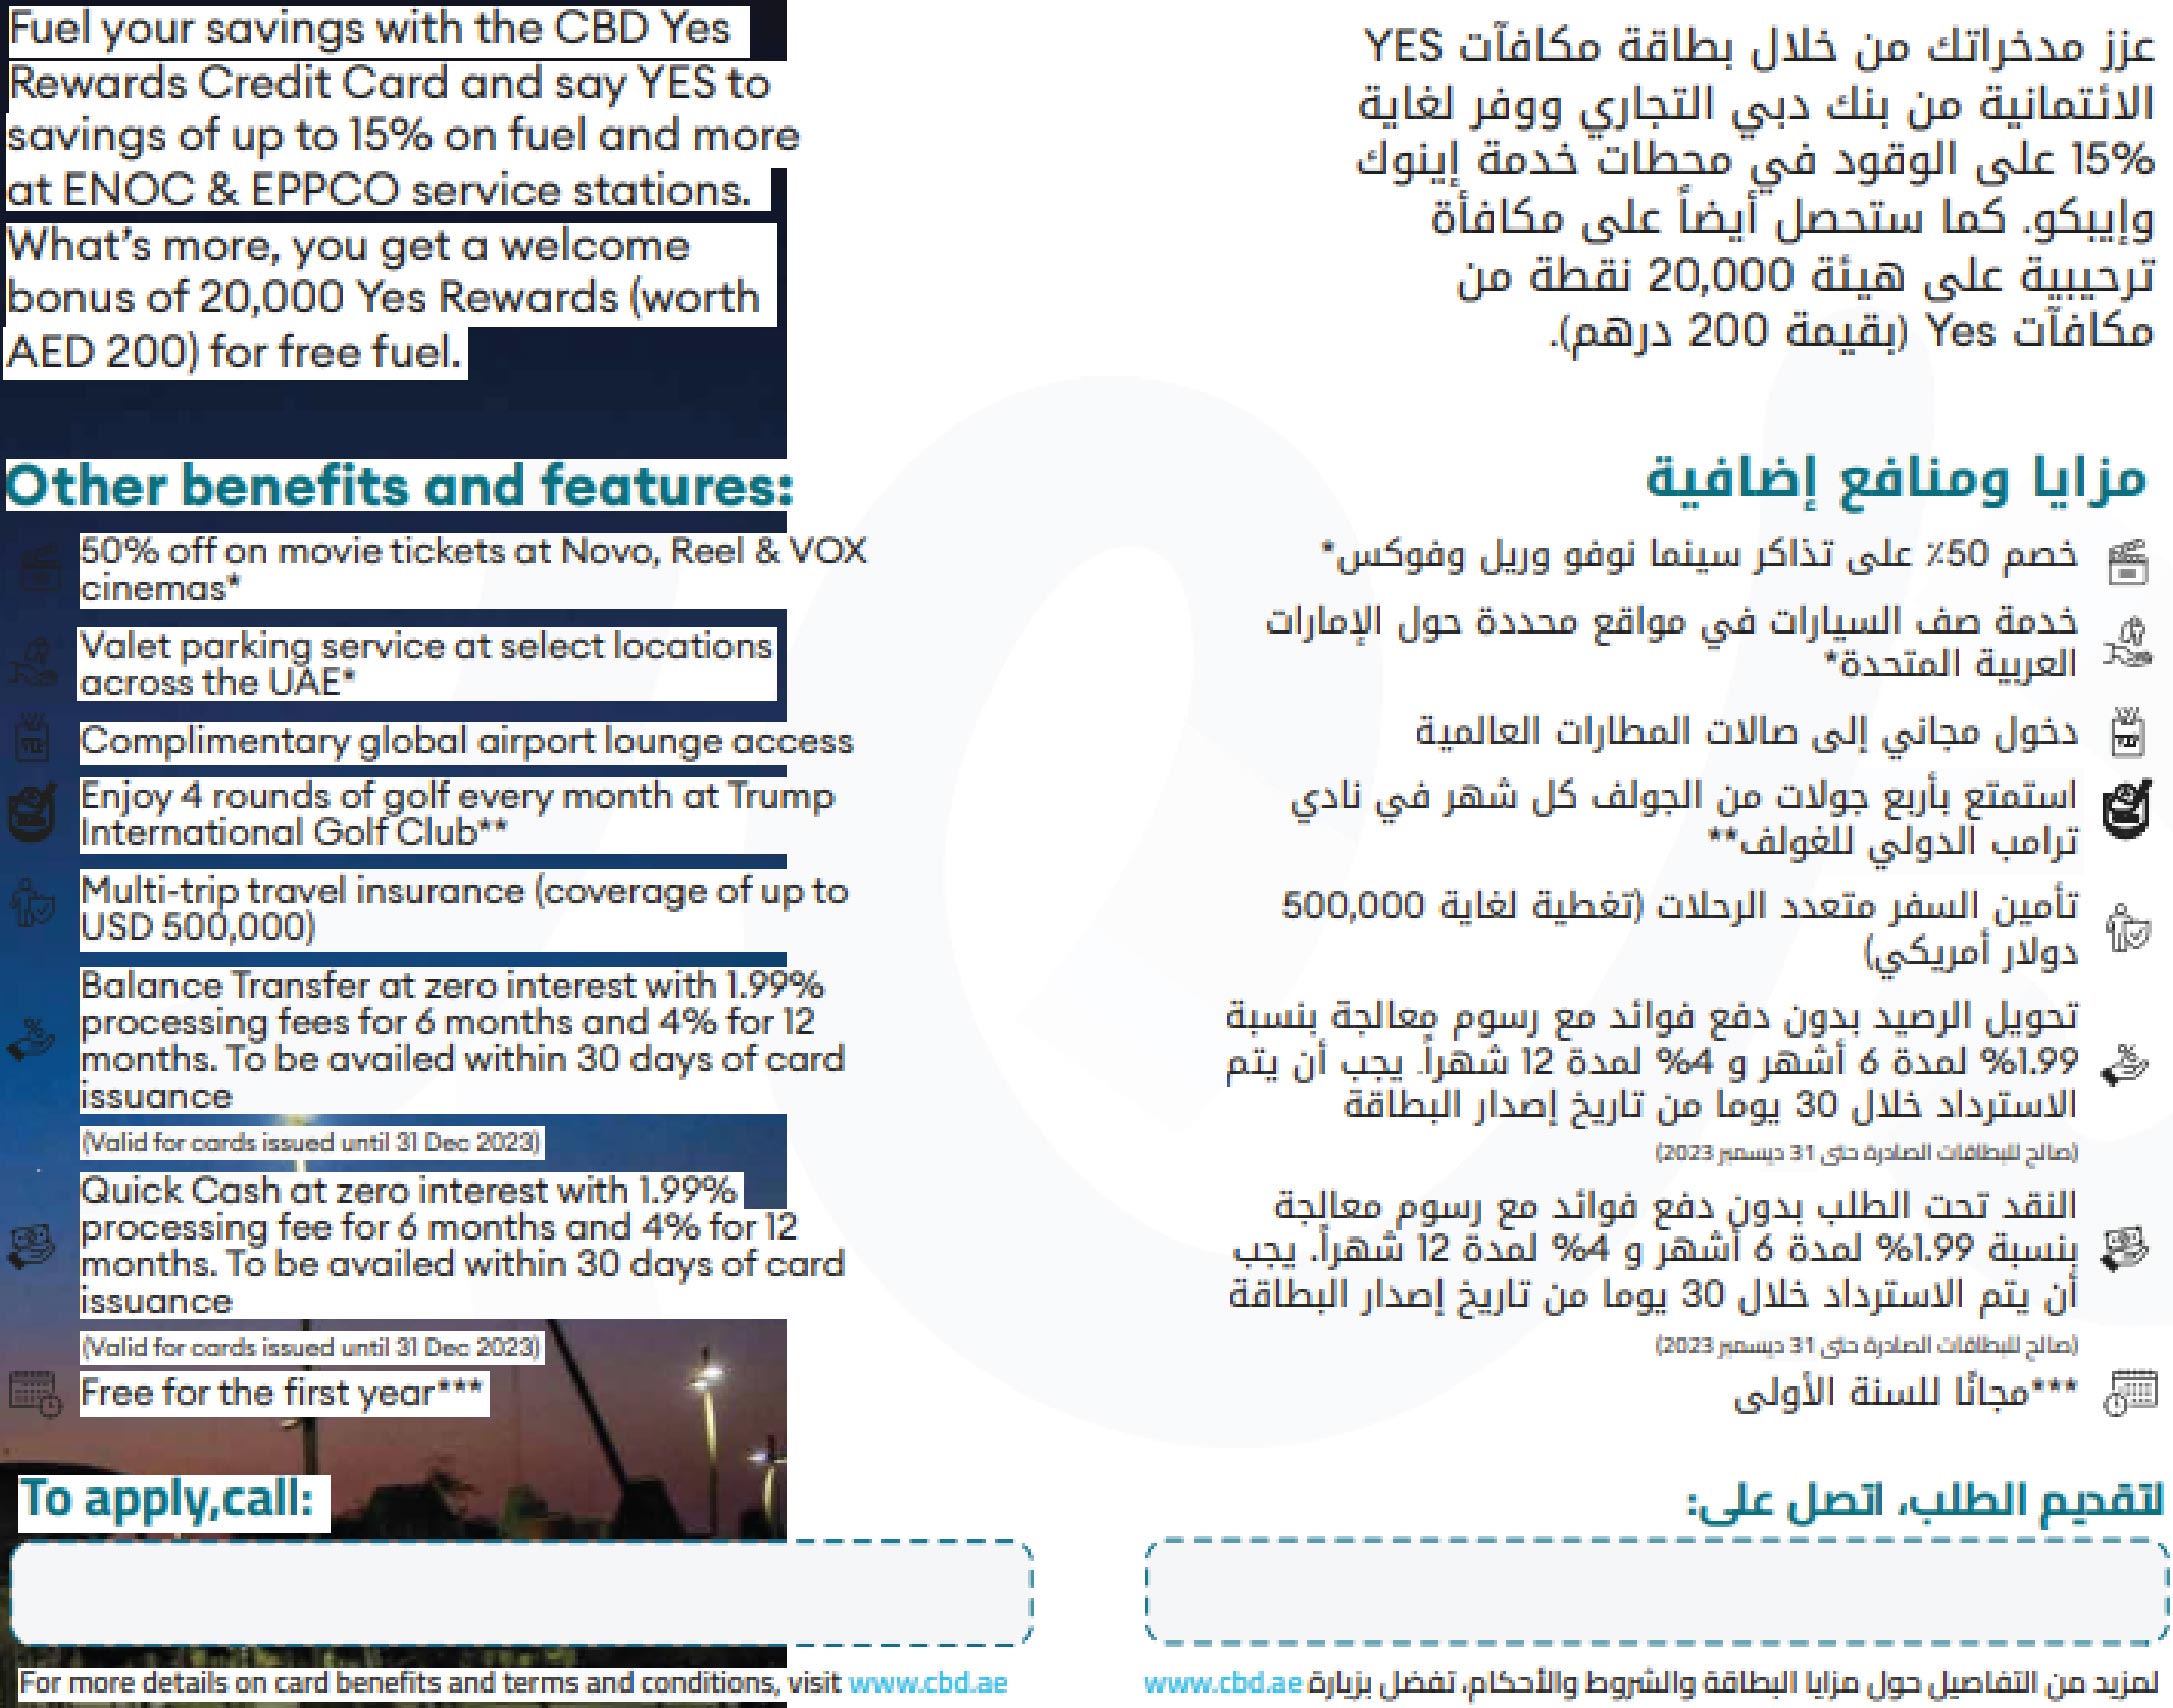 Fuel your savings with the CBD Yes
Rewards Credit Card and say YES to
savings of up to 15% on fuel and more
at ENOC & EPPCO service stations.
What's more, you get a welcome
bonus of 20,000 Yes Rewards (worth
AED 200) for free fuel.
Other benefits and features:
50% off on movie tickets at Novo, Reel & VOX
cinemas*
Valet parking service at select locations
across the UAE*
Complimentary global airport lounge access
Enjoy 4 rounds of golf every month at Trump
International Golf Club**
Multi-trip travel insurance (coverage of up to
USD 500,000)
Balance Transfer at zero interest with 1.99%
processing fees for 6 months and 4% for 12
months. To be availed within 30 days of card
issuance
(Valid for cards issued until 31 Dec 2023)
Quick Cash at zero interest with 1.99%
processing fee for 6 months and 4% for 12
months. To be availed within 30 days of card
issuance
(Valid for cards issued until 31 Dec 2023)
Free for the first year***
To apply,call:
For more details on card benefits and terms and conditions, visit www.cbd.ae
عزز مدخراتك من خلال بطاقة مكافآت YES
الائتمانية من بنك دبي التجاري ووفر لغاية
15% على الوقود في محطات خدمة إينوك
وإيبكو. كما ستحصل أيضاً على مكافأة
ترحيبية على هيئة 20,000 نقطة من
مكافآت Yes (بقيمة 200 درهم).
مزايا ومنافع إضافية
خصم 50٪ على تذاكر سينما نوفو وريل وفوكس*
خدمة صف السيارات في مواقع محددة حول الإمارات
العربية المتحدة*
دخول مجاني إلى صالات المطارات العالمية
استمتع بأربع جولات من الجولف كل شهر في نادي
ترامب الدولي للغولف**
تأمين السفر متعدد الرحلات (تغطية لغاية 500,000
دولار أمريكي)
تحويل الرصيد بدون دفع فوائد مع رسوم معالجة بنسبة
1.99% لمدة 6 أشهر و 4% لمدة 12 شهراً. يجب أن يتم
الاسترداد خلال 30 يوما من تاريخ إصدار البطاقة
(صالح للبطاقات الصادرة حتى 31 ديسمبر 2023)
النقد تحت الطلب بدون دفع فوائد مع رسوم معالجة
بنسبة 1.99% لمدة 6 أشهر و 4% لمدة 12 شهراً. يجب
أن يتم الاسترداد خلال 30 يوما من تاريخ إصدار البطاقة
(صالح للبطاقات الصادرة حتى 31 ديسمبر 2023)
***مجانًا للسنة الأولى
لتقديم الطلب، اتصل على:
لمزيد من التفاصيل حول مزايا البطاقة والشروط والأحكام، تفضل بزيارة www.cbd.ae